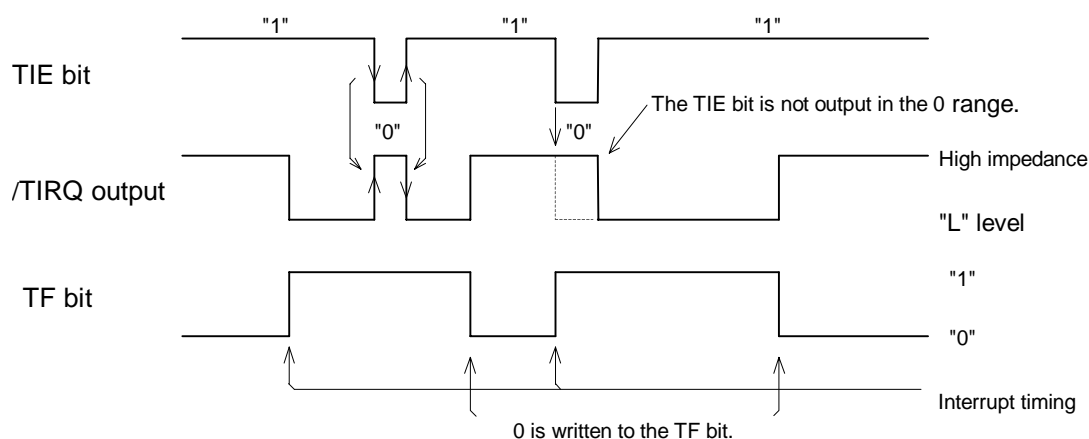 "1" "1" "1"
TIE bit
The TIE bit is not output in the 0 range.
"0" "0"
High impedance
/TIRQ output
"L" level
"1"
TF bit
"0"
Interrupt timing
0 is written to the TF bit.